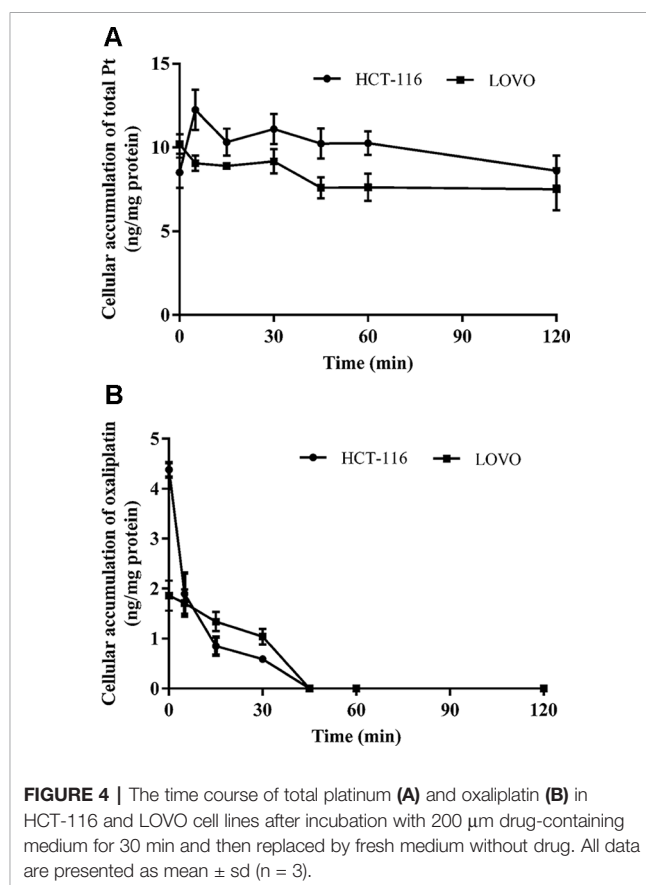 A
Cellular accumulation of total Pt
(ng/mg protein)
15
10
5
0
HCT-116
LOVO
0 30 60 90 120
Time (min)
B
Cellular accumulation of oxaliplatin
(ng/mg protein)
5
4
3
2
1
0
HCT-116
LOVO
0 30 60 90 120
Time (min)
FIGURE 4 | The time course of total platinum (A) and oxaliplatin (B) in
HCT-116 and LOVO cell lines after incubation with 200 μm drug-containing
medium for 30 min and then replaced by fresh medium without drug. All data
are presented as mean ± sd (n = 3).